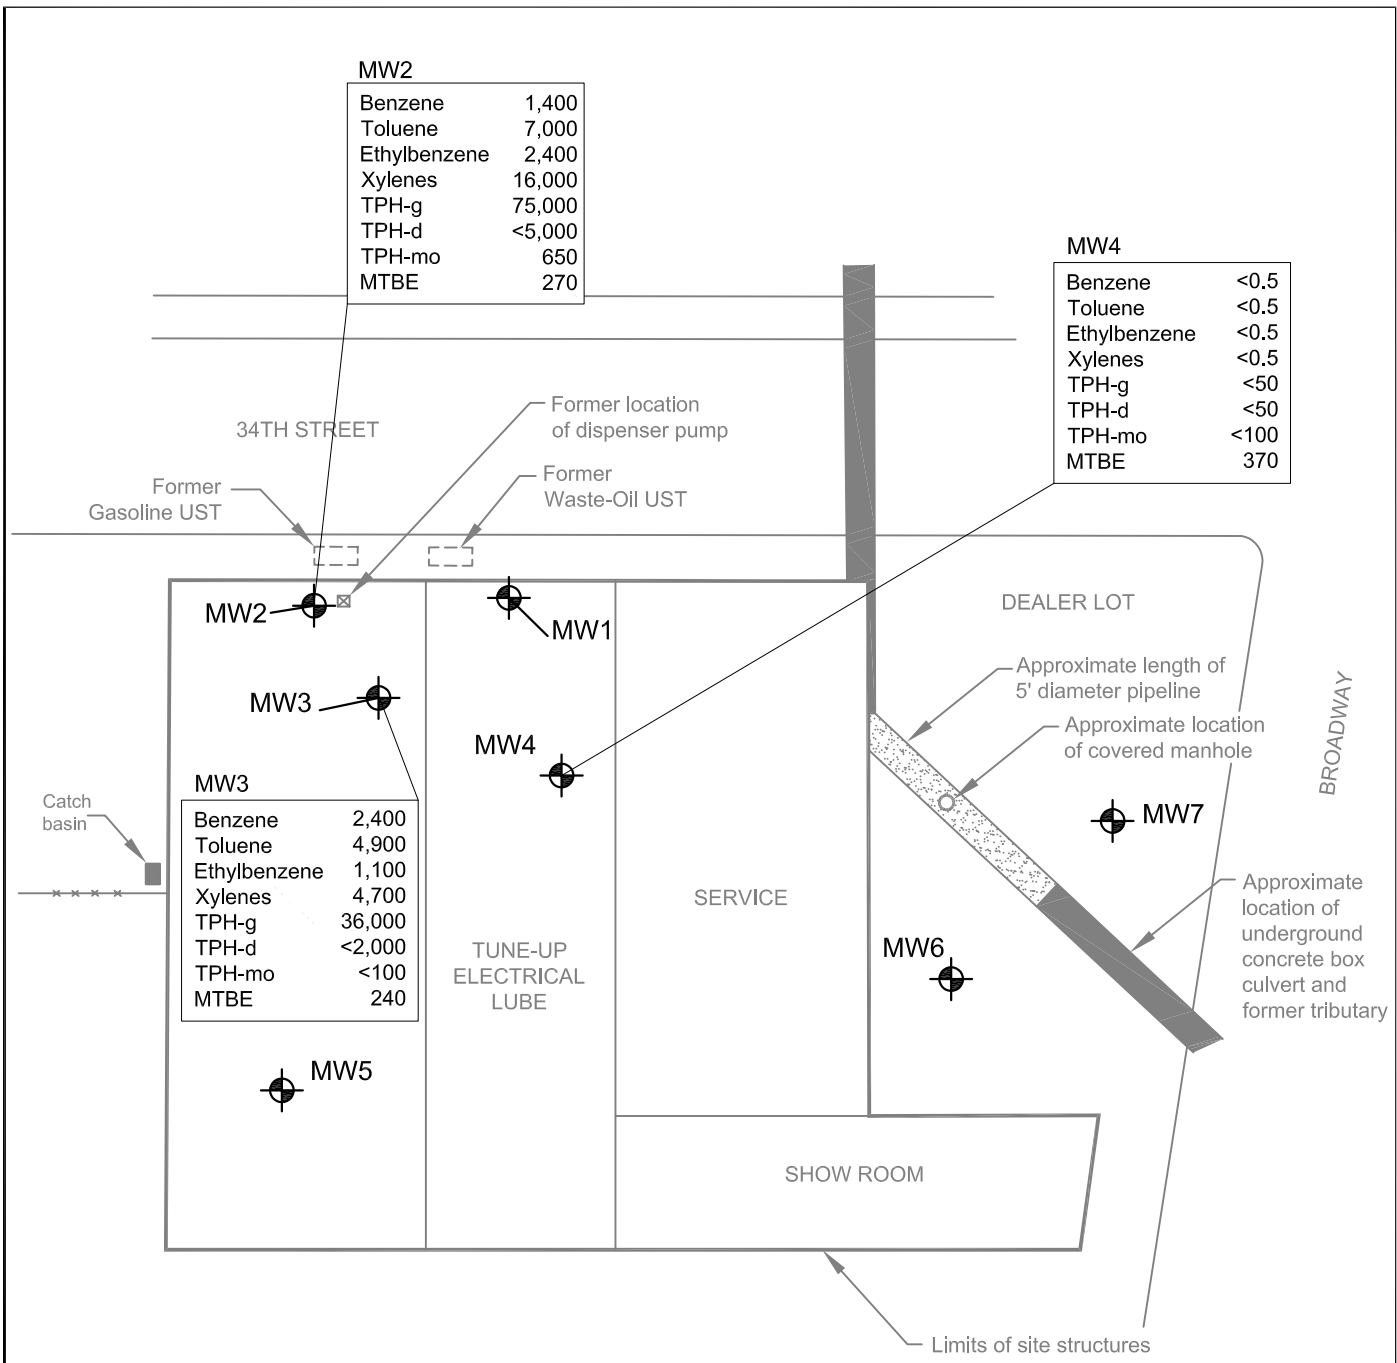 MW2
Benzene 1,400
Toluene 7,000
Ethylbenzene 2,400
Xylenes 16,000
TPH-g 75,000
TPH-d <5,000
TPH-mo 650
MTBE 270
MW4
Benzene <0.5
Toluene <0.5
Ethylbenzene <0.5
Xylenes <0.5
TPH-g <50
TPH-d <50
TPH-mo <100
MTBE 370
34TH STREET
Former location
of dispenser pump
Former
Gasoline UST
Former
Waste-Oil UST
MW2
MW1
DEALER LOT
MW3
Approximate length of
5' diameter pipeline
MW4
Approximate location
of covered manhole
BROADWAY
MW3
Benzene 2,400
Toluene 4,900
Ethylbenzene 1,100
Xylenes 4,700
TPH-g 36,000
TPH-d <2,000
TPH-mo <100
MTBE 240
Catch
basin
MW7
SERVICE
Approximate
location of
underground
concrete box
culvert and
former tributary
TUNE-UP
ELECTRICAL
LUBE
MW6
MW5
SHOW ROOM
Limits of site structures